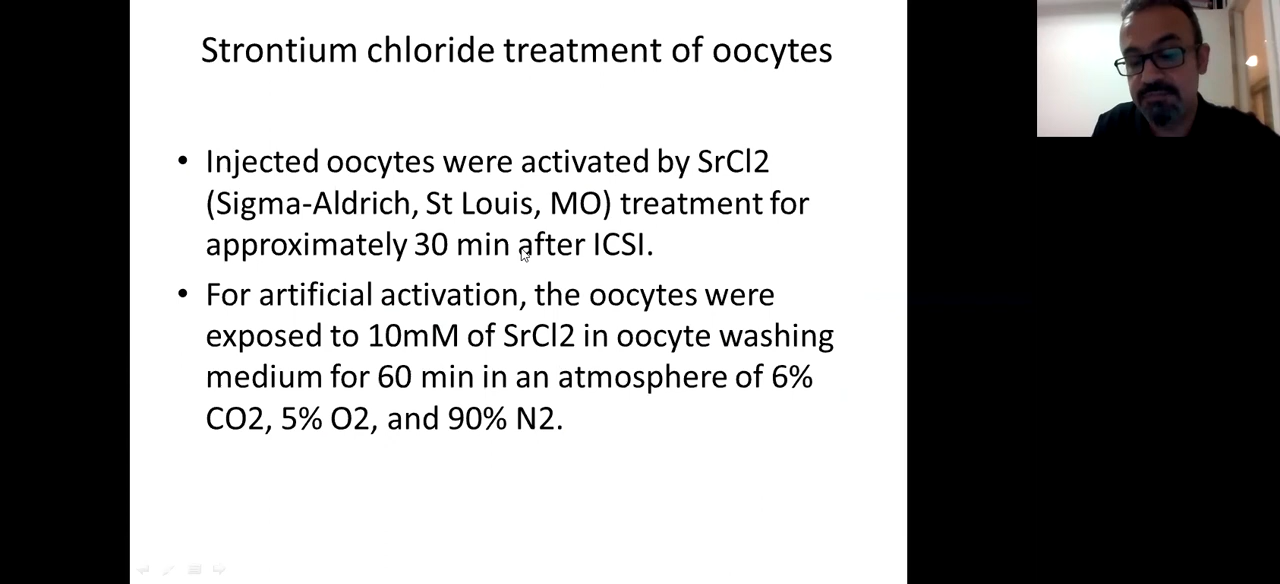 Strontium chloride treatment of oocytes
• Injected oocytes were activated by SrCl2
(Sigma-Aldrich, St Louis, MO) treatment for
approximately 30 min after ICSI.
• For artificial activation, the oocytes were
exposed to 10mM of SrCl2 in oocyte washing
medium for 60 min in an atmosphere of 6%
CO2, 5% O2, and 90% N2.